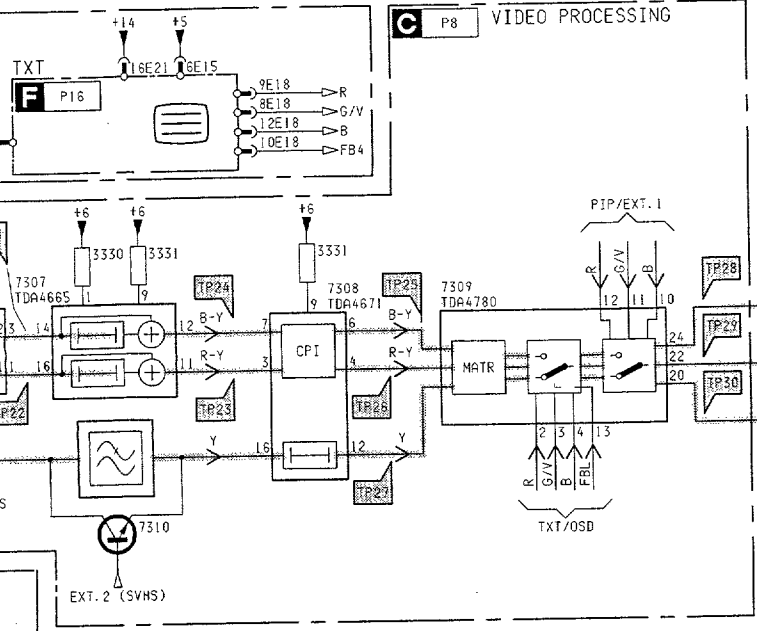 C P8 VIDEO PROCESSING
+14 +5
TXT
16E21 6E15
F P16
9E18 R
8E18 G/V
12E18 B
10E18 FB4
+6 +6 +6
3330 3331 3331
PIP/EXT.1
R G/V B
7307
TDA4665
1 9
TP24
7308
TDA4671
9
TP25
7309
TDA4780
12 11 10
TP28
23 14 12 B-Y 7 CPI 6 B-Y
24
TP29
16 11 R-Y 3 4 R-Y MATR
22
20
TP30
TP22
TP23
TP26
Y 16 12 Y
2 3 4 13
R G/V B FBL
TP27
TXT/OSD
S
7310
EXT.2 (SVHS)